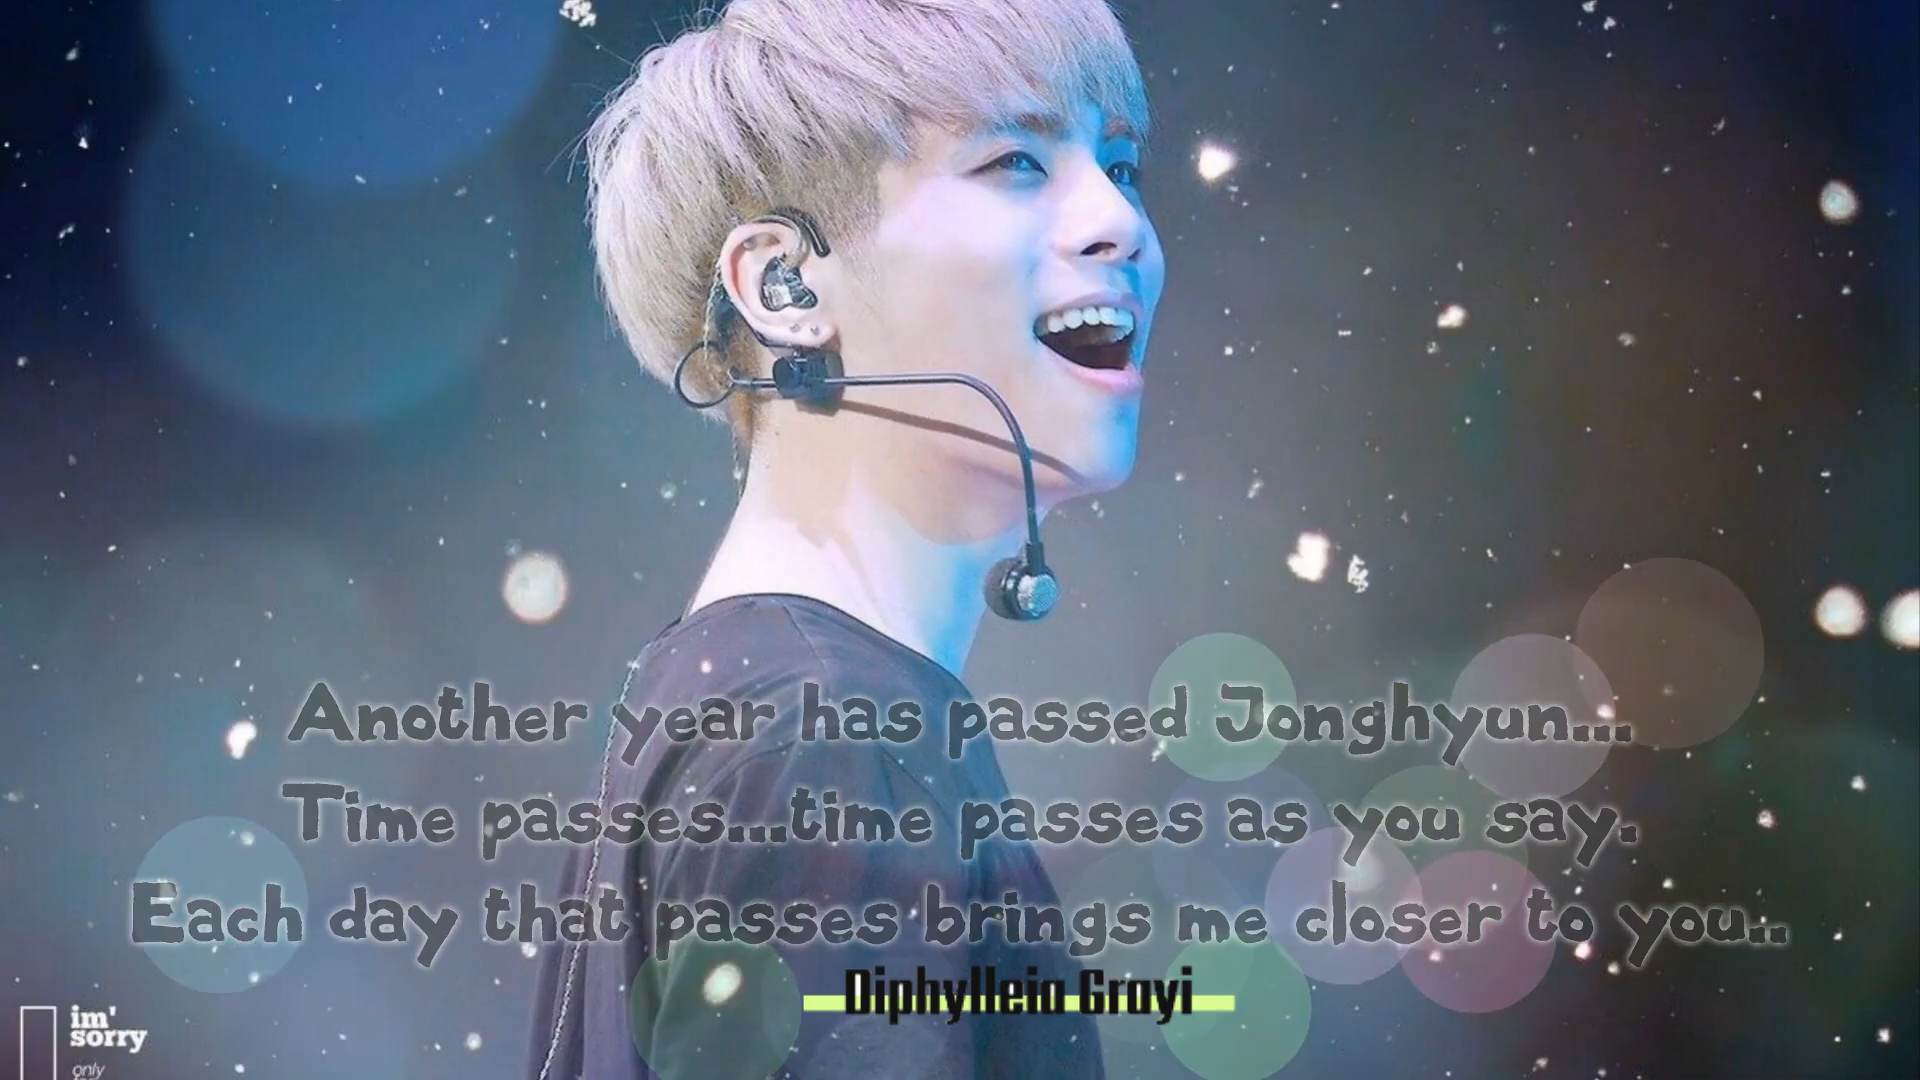 Another year has passed Jonghyun...
Time passes...time passes as you say.
Each day that passes brings me closer to you..
Diphylleia Grayi
im'
sorry
only